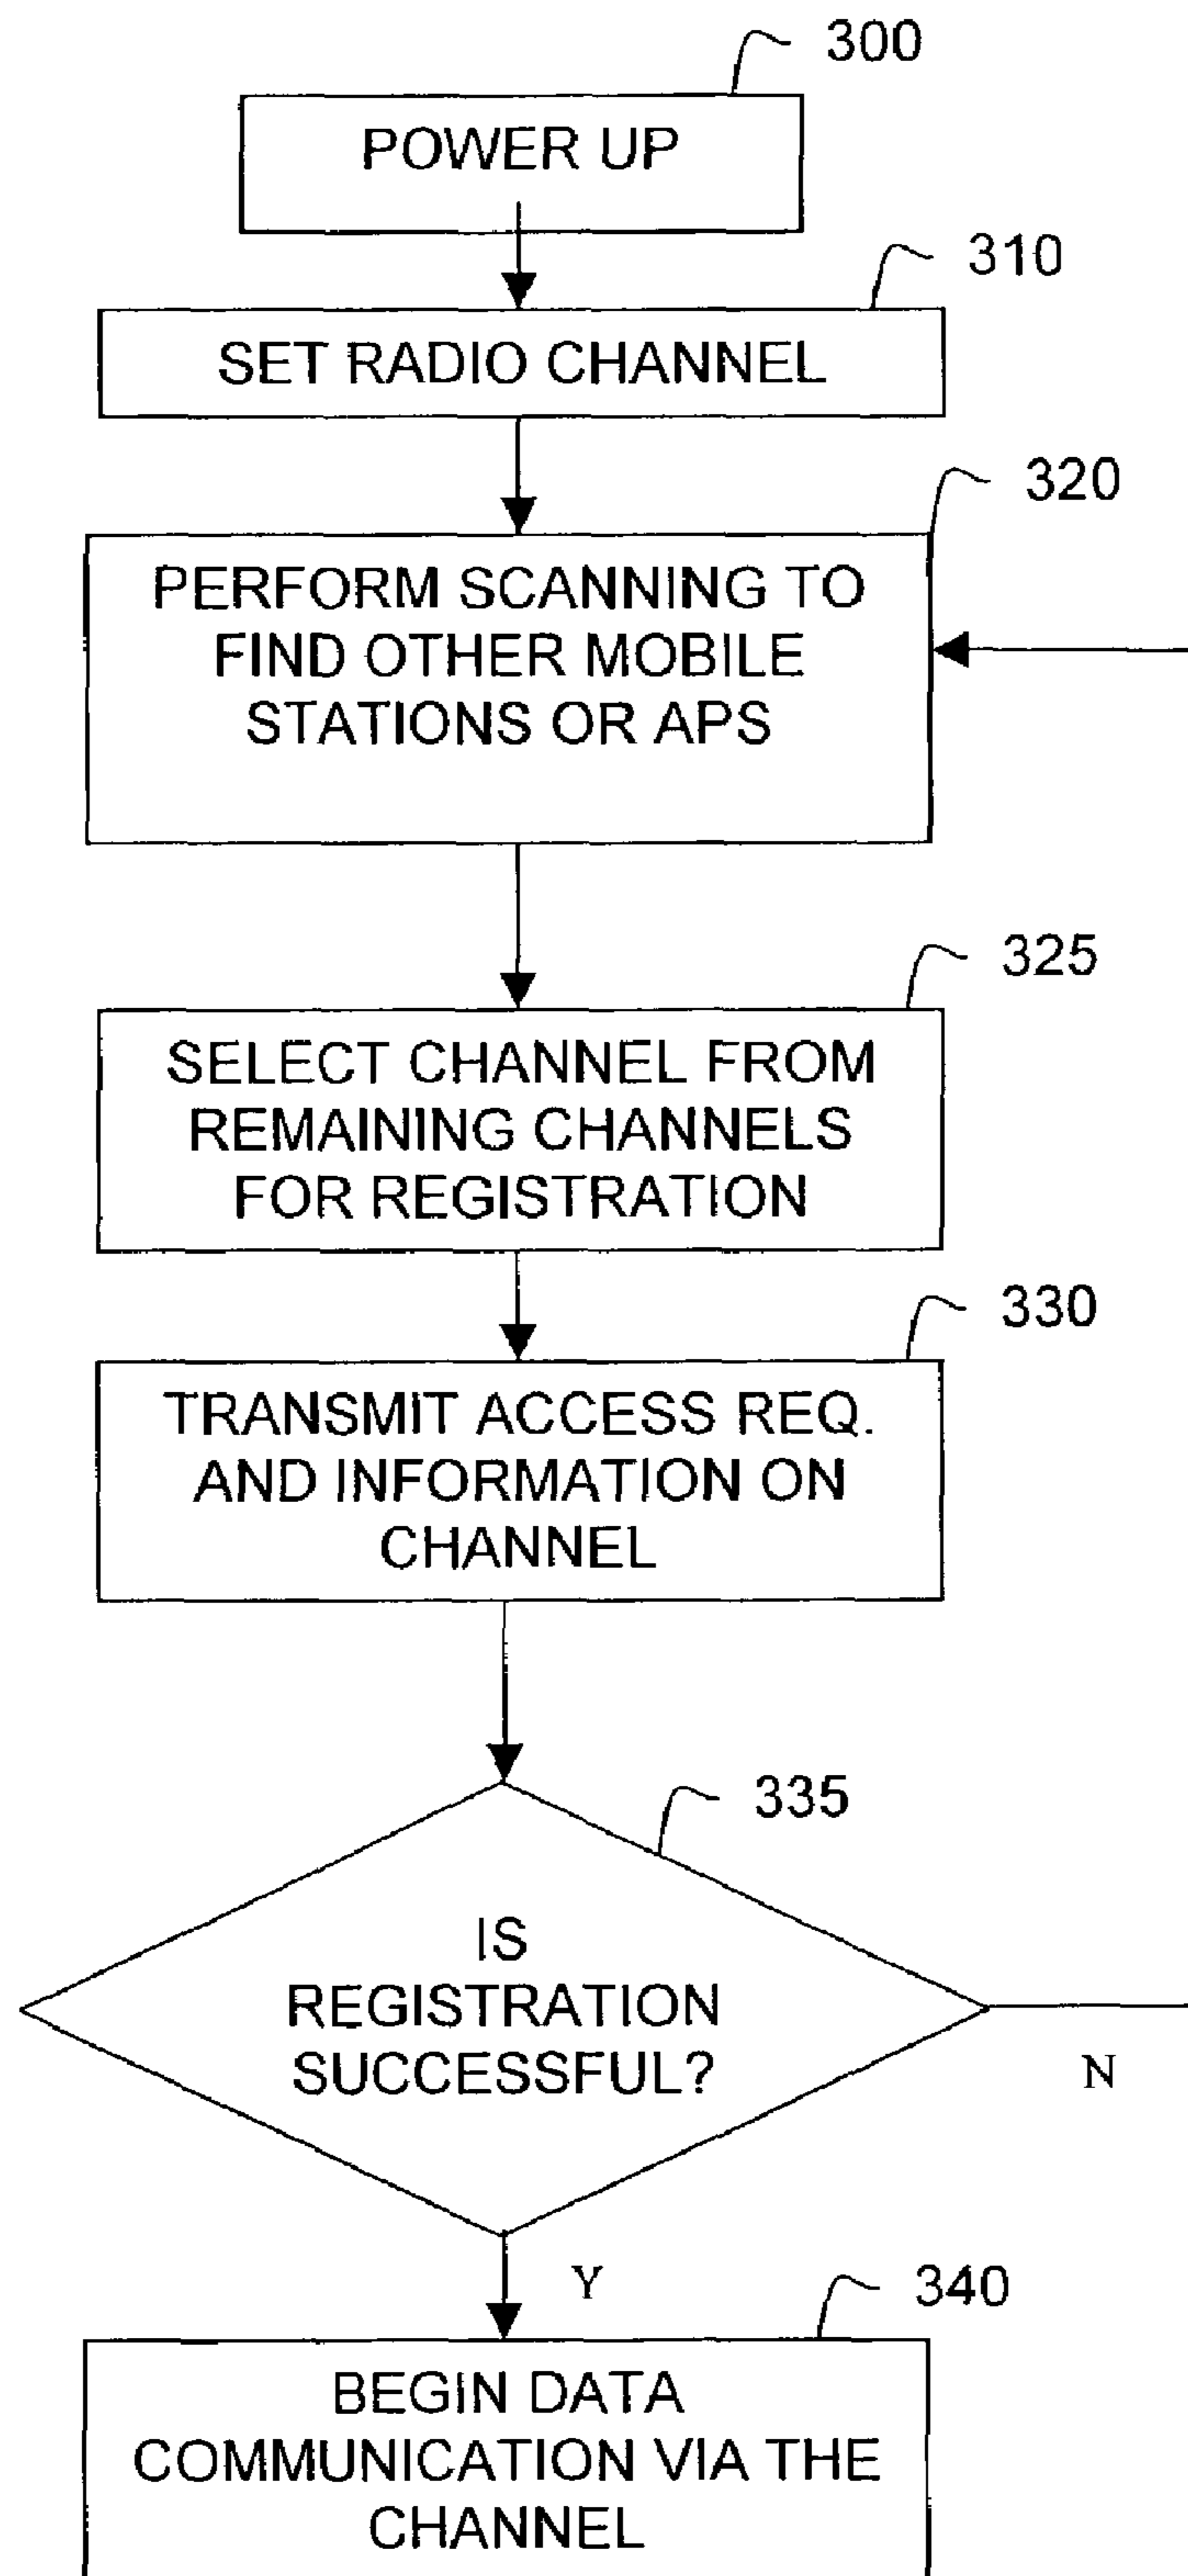 300
POWER UP
310
SET RADIO CHANNEL
320
PERFORM SCANNING TO
FIND OTHER MOBILE
STATIONS OR APS
325
SELECT CHANNEL FROM
REMAINING CHANNELS
FOR REGISTRATION
330
TRANSMIT ACCESS REQ.
AND INFORMATION ON
CHANNEL
335
IS
REGISTRATION
SUCCESSFUL?
N
Y
340
BEGIN DATA
COMMUNICATION VIA THE
CHANNEL